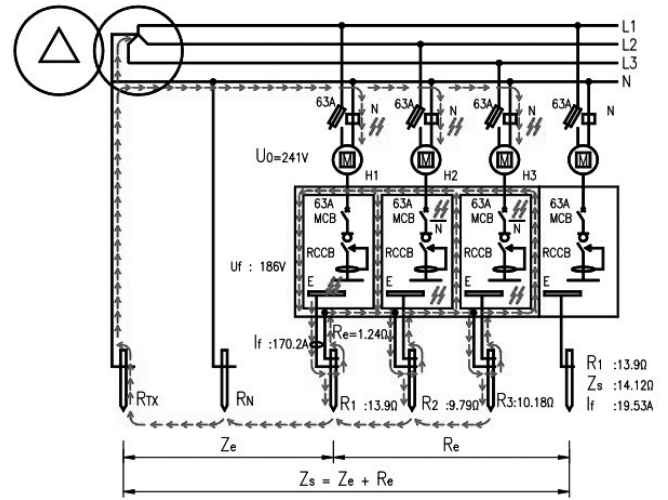 L1
L2
L3
N
63A N
63A N
63A N
63A N
U0=241V
M M M M
H1 H2 H3
63A MCB
63A MCB N
63A MCB N
63A MCB
RCCB RCCB RCCB RCCB
Uf : 186V
E E E E
If :170.2A
Re=1.24Ω
RTX
RN
R1 :13.9Ω
R2 :9.79Ω
R3:10.18Ω
R1 :13.9Ω
Zs :14.12Ω
If :19.53A
Ze
Re
Zs = Ze + Re